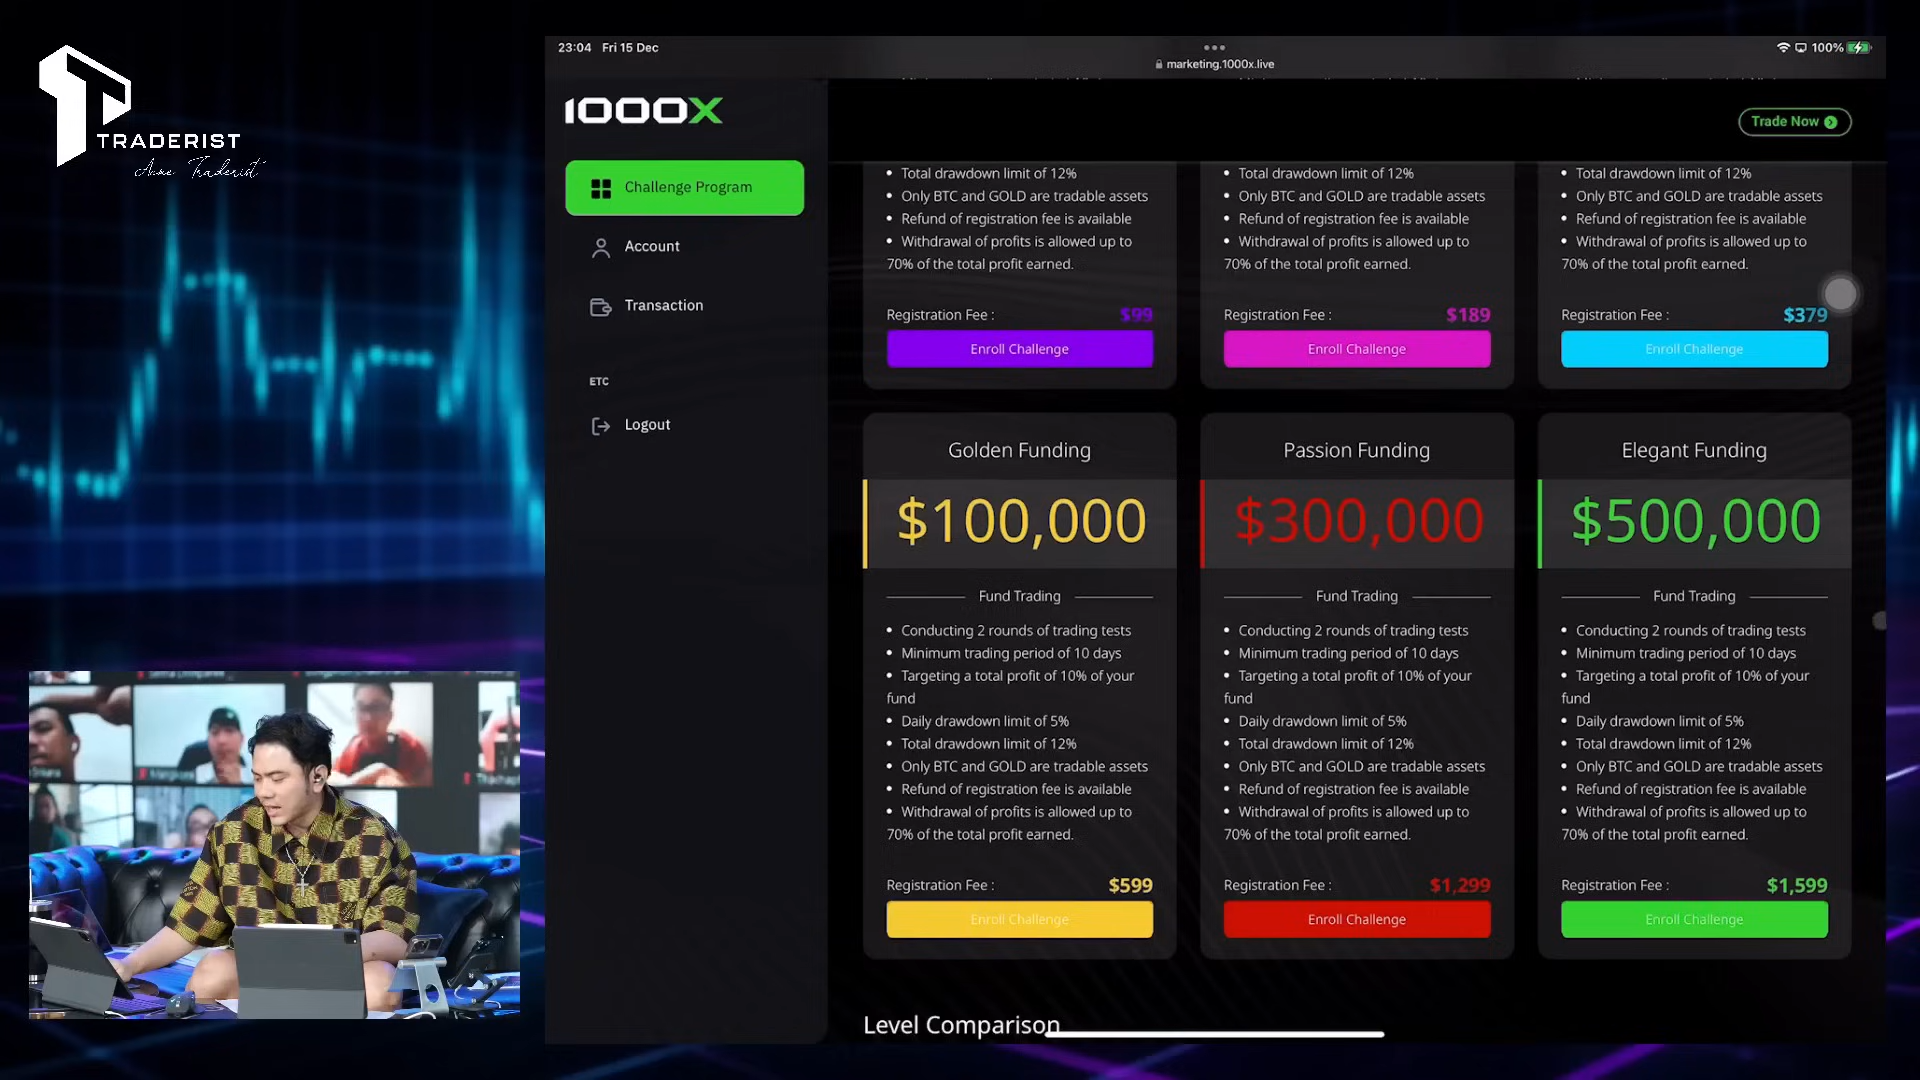 TRADERIST
Acme Traderist
23:04 Fri 15 Dec
marketing.1000x.live
100%
1000X
Trade Now
Challenge Program
Account
Transaction
ETC
Logout
• Total drawdown limit of 12%
• Only BTC and GOLD are tradable assets
• Refund of registration fee is available
• Withdrawal of profits is allowed up to
70% of the total profit earned.
Registration Fee : $99
Enroll Challenge
• Total drawdown limit of 12%
• Only BTC and GOLD are tradable assets
• Refund of registration fee is available
• Withdrawal of profits is allowed up to
70% of the total profit earned.
Registration Fee : $189
Enroll Challenge
• Total drawdown limit of 12%
• Only BTC and GOLD are tradable assets
• Refund of registration fee is available
• Withdrawal of profits is allowed up to
70% of the total profit earned.
Registration Fee : $379
Enroll Challenge
Golden Funding
$100,000
Fund Trading
• Conducting 2 rounds of trading tests
• Minimum trading period of 10 days
• Targeting a total profit of 10% of your
fund
• Daily drawdown limit of 5%
• Total drawdown limit of 12%
• Only BTC and GOLD are tradable assets
• Refund of registration fee is available
• Withdrawal of profits is allowed up to
70% of the total profit earned.
Registration Fee : $599
Enroll Challenge
Passion Funding
$300,000
Fund Trading
• Conducting 2 rounds of trading tests
• Minimum trading period of 10 days
• Targeting a total profit of 10% of your
fund
• Daily drawdown limit of 5%
• Total drawdown limit of 12%
• Only BTC and GOLD are tradable assets
• Refund of registration fee is available
• Withdrawal of profits is allowed up to
70% of the total profit earned.
Registration Fee : $1,299
Enroll Challenge
Elegant Funding
$500,000
Fund Trading
• Conducting 2 rounds of trading tests
• Minimum trading period of 10 days
• Targeting a total profit of 10% of your
fund
• Daily drawdown limit of 5%
• Total drawdown limit of 12%
• Only BTC and GOLD are tradable assets
• Refund of registration fee is available
• Withdrawal of profits is allowed up to
70% of the total profit earned.
Registration Fee : $1,599
Enroll Challenge
Level Comparison